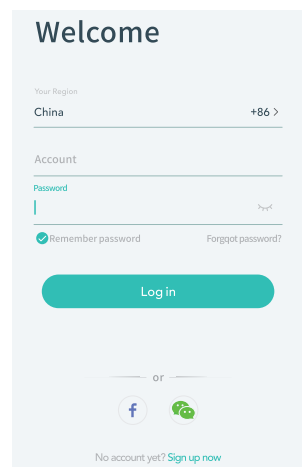 Welcome
Your Region
China +86
Account
Password
Remember password Forgqot password?
Log in
or
No account yet? Sign up now